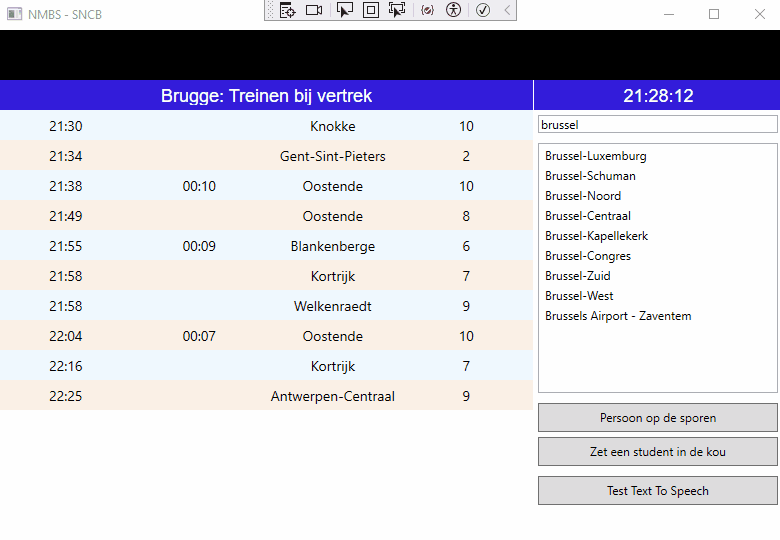 NMBS - SNCB
Brugge: Treinen bij vertrek
21:28:12
21:30 Knokke 10
21:34 Gent-Sint-Pieters 2
21:38 00:10 Oostende 10
21:49 Oostende 8
21:55 00:09 Blankenberge 6
21:58 Kortrijk 7
21:58 Welkenraedt 9
22:04 00:07 Oostende 10
22:16 Kortrijk 7
22:25 Antwerpen-Centraal 9
brussel
Brussel-Luxemburg
Brussel-Schuman
Brussel-Noord
Brussel-Centraal
Brussel-Kapellekerk
Brussel-Congres
Brussel-Zuid
Brussel-West
Brussels Airport - Zaventem
Persoon op de sporen
Zet een student in de kou
Test Text To Speech